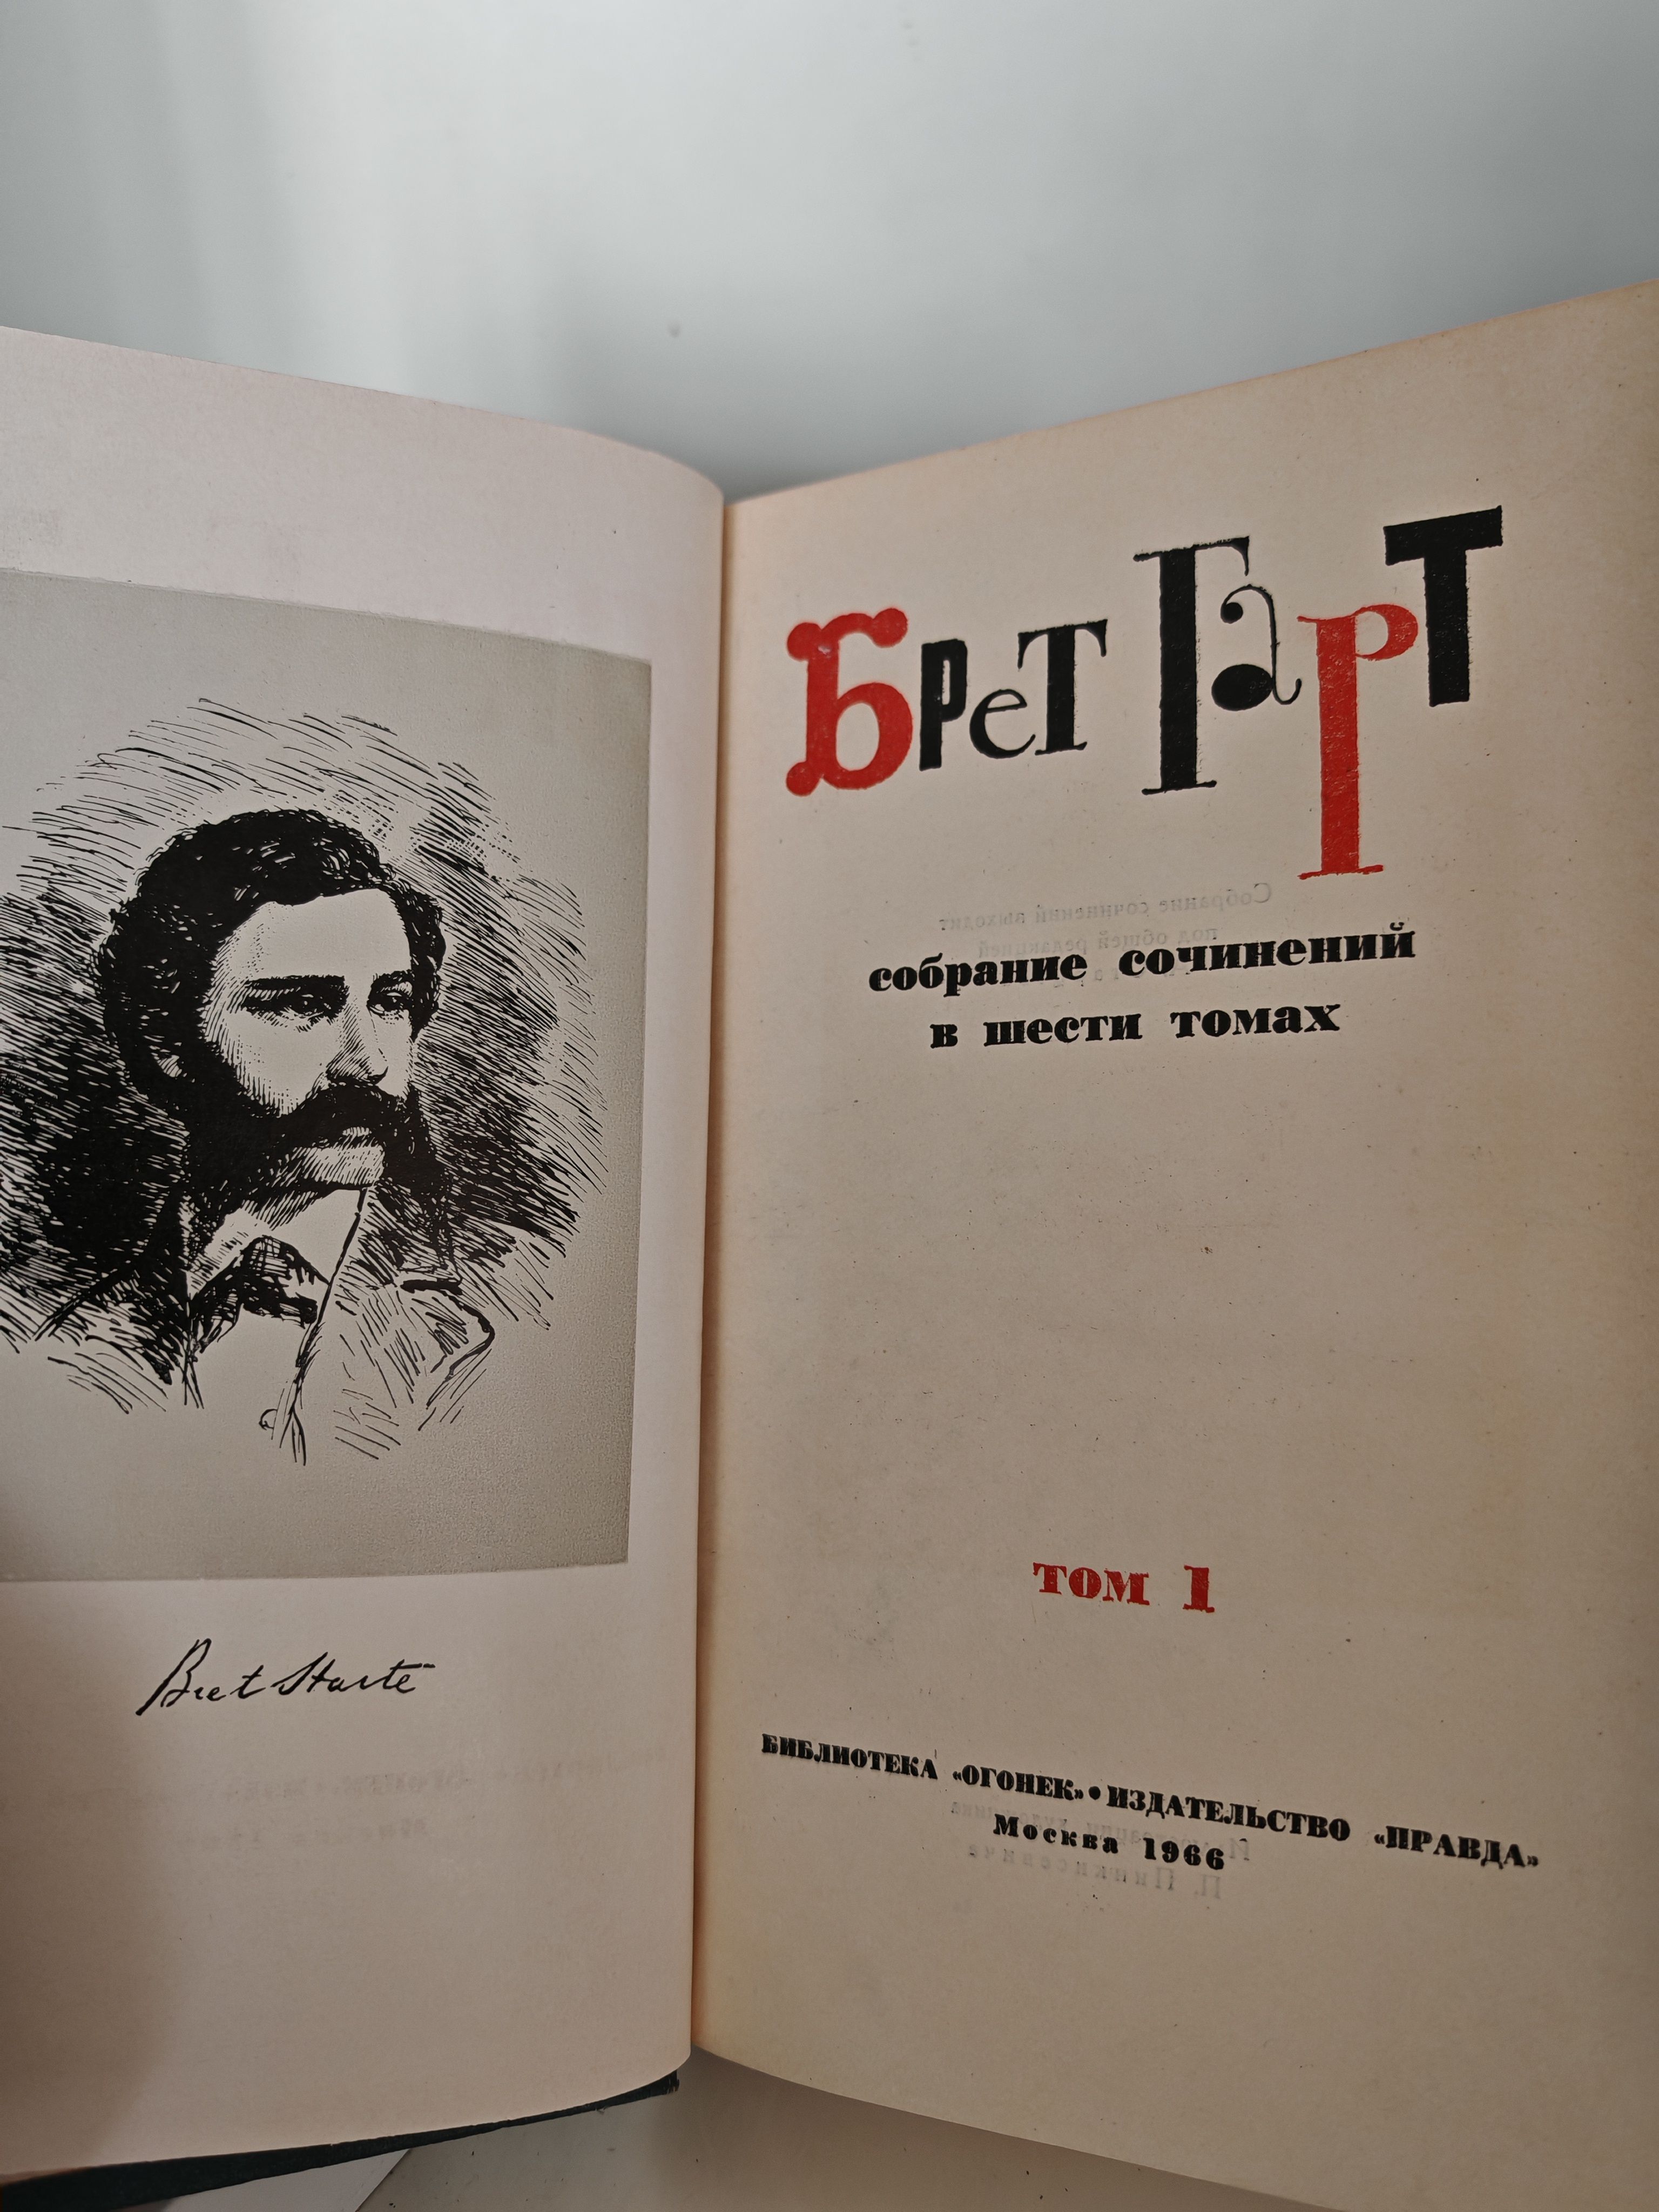 Bret Harte
Брет Гарт
собрание сочинений
в шести томах
ТОМ 1
БИБЛИОТЕКА «ОГОНЕК» • ИЗДАТЕЛЬСТВО «ПРАВДА»
Москва 1966